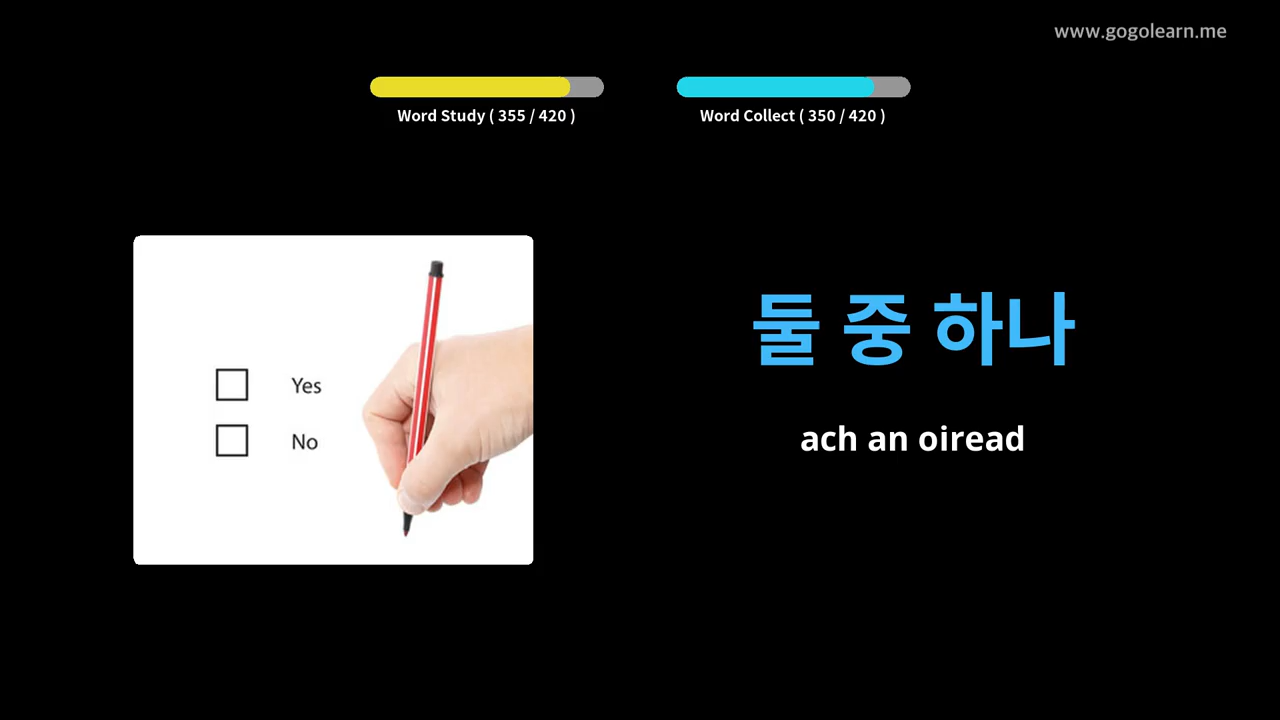 www.gogolearn.me
Word Study ( 355 / 420 )
Word Collect ( 350 / 420 )
Yes
No
둘 중 하나
ach an oiread